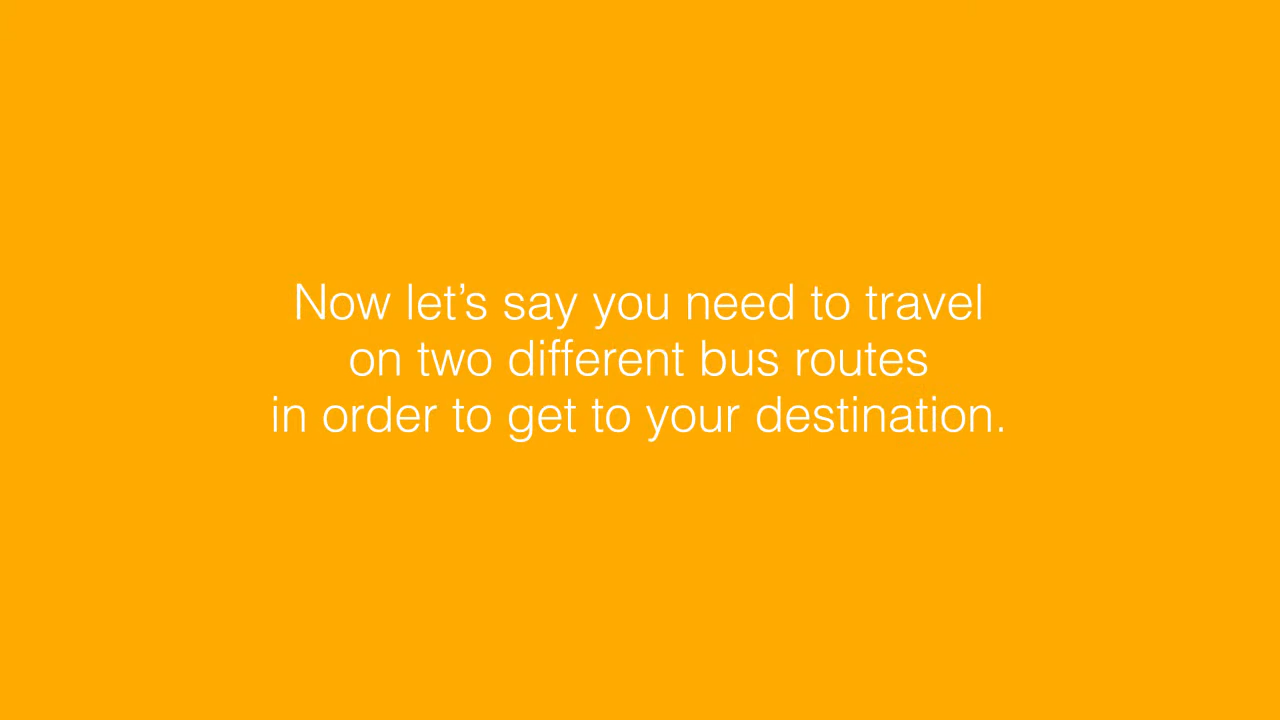 Now let’s say you need to travel
on two different bus routes
in order to get to your destination.